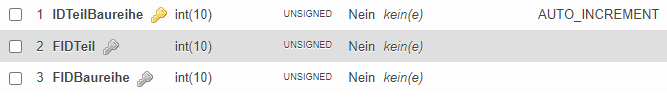 1 IDTeilBaureihe int(10) UNSIGNED Nein kein(e) AUTO_INCREMENT
2 FIDTeil int(10) UNSIGNED Nein kein(e)
3 FIDBaureihe int(10) UNSIGNED Nein kein(e)